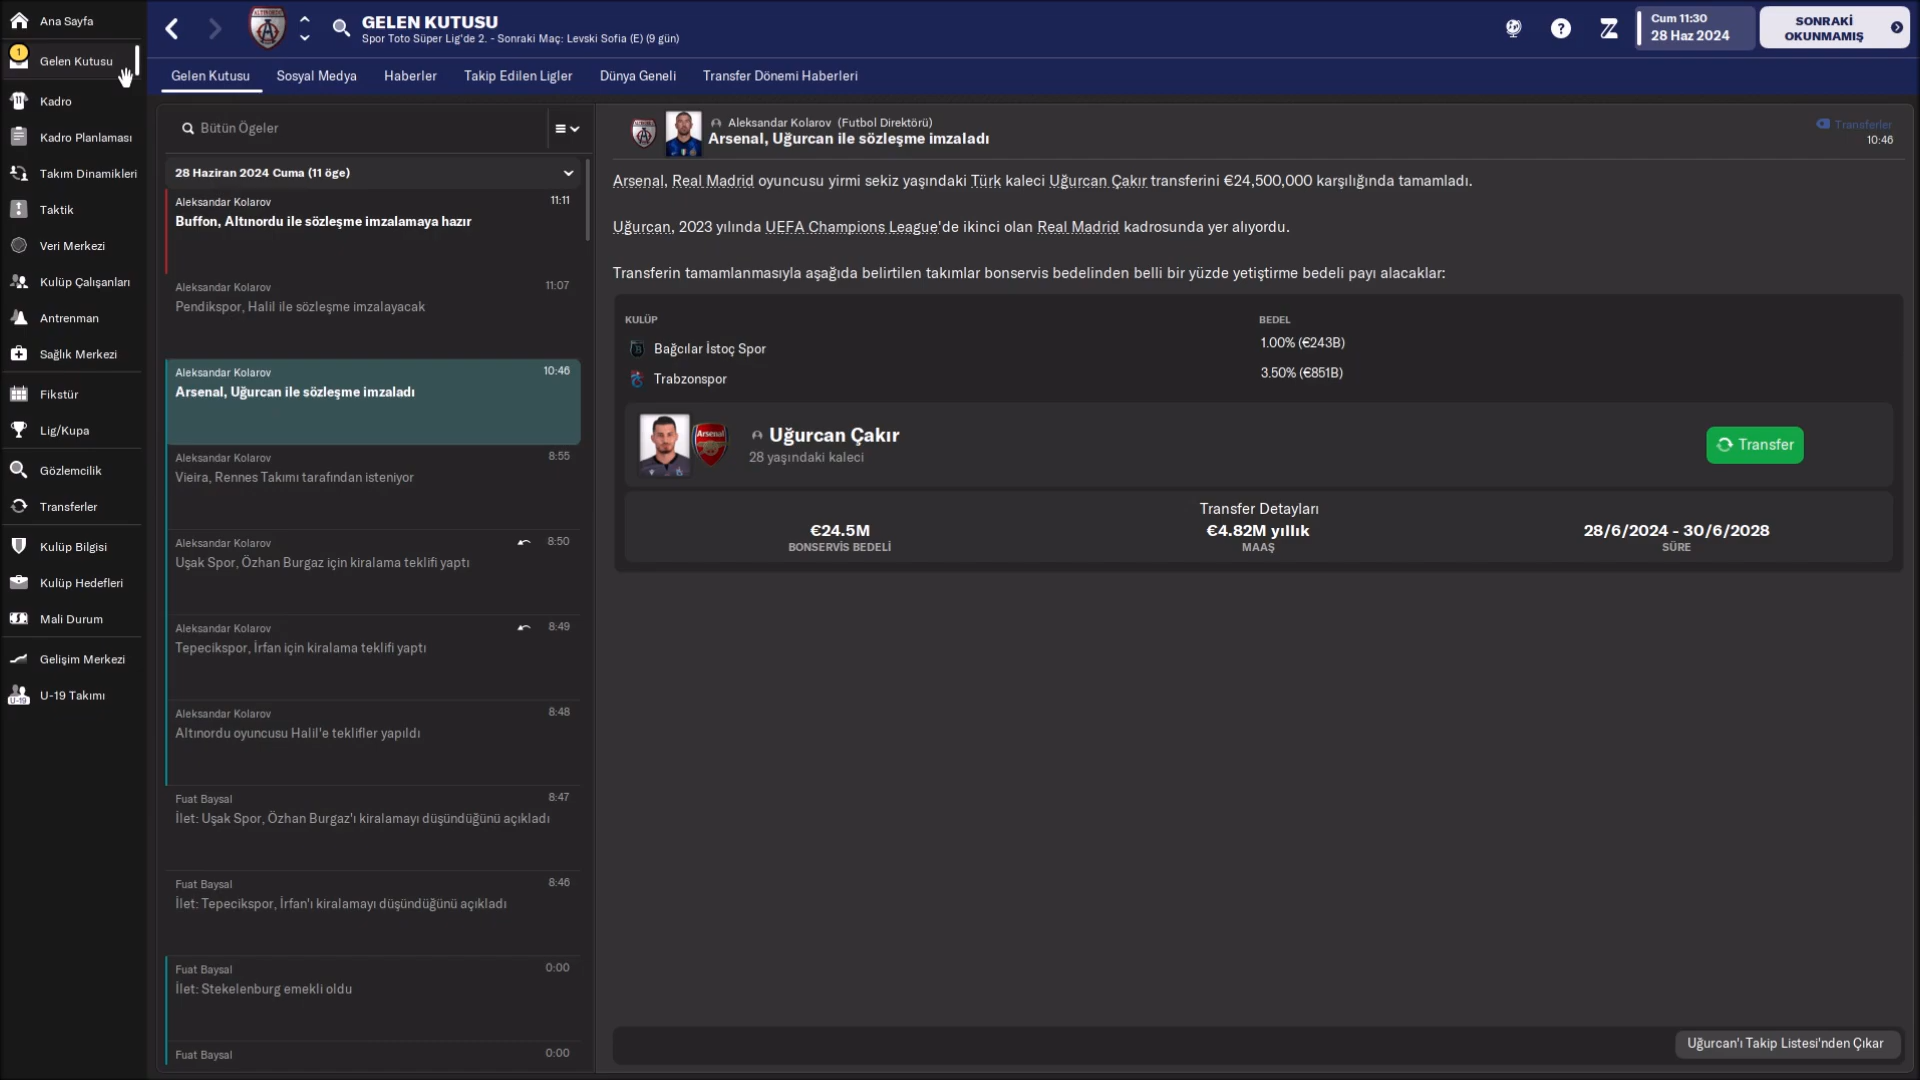 Ana Sayfa
1
Gelen Kutusu
Kadro
Kadro Planlaması
Takım Dinamikleri
Taktik
Veri Merkezi
Kulüp Çalışanları
Antrenman
Sağlık Merkezi
Fikstür
Lig/Kupa
Gözlemcilik
Transferler
Kulüp Bilgisi
Kulüp Hedefleri
Mali Durum
Gelişim Merkezi
U-19 Takımı
GELEN KUTUSU
Spor Toto Süper Lig'de 2. - Sonraki Maç: Levski Sofia (E) (9 gün)
Cum 11:30
28 Haz 2024
SONRAKİ
OKUNMAMIŞ
Gelen Kutusu Sosyal Medya Haberler Takip Edilen Ligler Dünya Geneli Transfer Dönemi Haberleri
Bütün Ögeler
28 Haziran 2024 Cuma (11 öge)
Aleksandar Kolarov 11:11
Buffon, Altınordu ile sözleşme imzalamaya hazır
Aleksandar Kolarov 11:07
Pendikspor, Halil ile sözleşme imzalayacak
Aleksandar Kolarov 10:46
Arsenal, Uğurcan ile sözleşme imzaladı
Aleksandar Kolarov 8:55
Vieira, Rennes Takımı tarafından isteniyor
Aleksandar Kolarov 8:50
Uşak Spor, Özhan Burgaz için kiralama teklifi yaptı
Aleksandar Kolarov 8:49
Tepecikspor, İrfan için kiralama teklifi yaptı
Aleksandar Kolarov 8:48
Altınordu oyuncusu Halil'e teklifler yapıldı
Fuat Baysal 8:47
İlet: Uşak Spor, Özhan Burgaz'ı kiralamayı düşündüğünü açıkladı
Fuat Baysal 8:46
İlet: Tepecikspor, İrfan'ı kiralamayı düşündüğünü açıkladı
Fuat Baysal 0:00
İlet: Stekelenburg emekli oldu
Fuat Baysal 0:00
Aleksandar Kolarov (Futbol Direktörü)
Arsenal, Uğurcan ile sözleşme imzaladı
Transferler
10:46
Arsenal, Real Madrid oyuncusu yirmi sekiz yaşındaki Türk kaleci Uğurcan Çakır transferini €24,500,000 karşılığında tamamladı.
Uğurcan, 2023 yılında UEFA Champions League'de ikinci olan Real Madrid kadrosunda yer alıyordu.
Transferin tamamlanmasıyla aşağıda belirtilen takımlar bonservis bedelinden belli bir yüzde yetiştirme bedeli payı alacaklar:
KULÜP BEDEL
Bağcılar İstoç Spor 1.00% (€243B)
Trabzonspor 3.50% (€851B)
Arsenal
Uğurcan Çakır
28 yaşındaki kaleci
Transfer
Transfer Detayları
€24.5M €4.82M yıllık 28/6/2024 - 30/6/2028
BONSERVİS BEDELİ MAAŞ SÜRE
Uğurcan'ı Takip Listesi'nden Çıkar